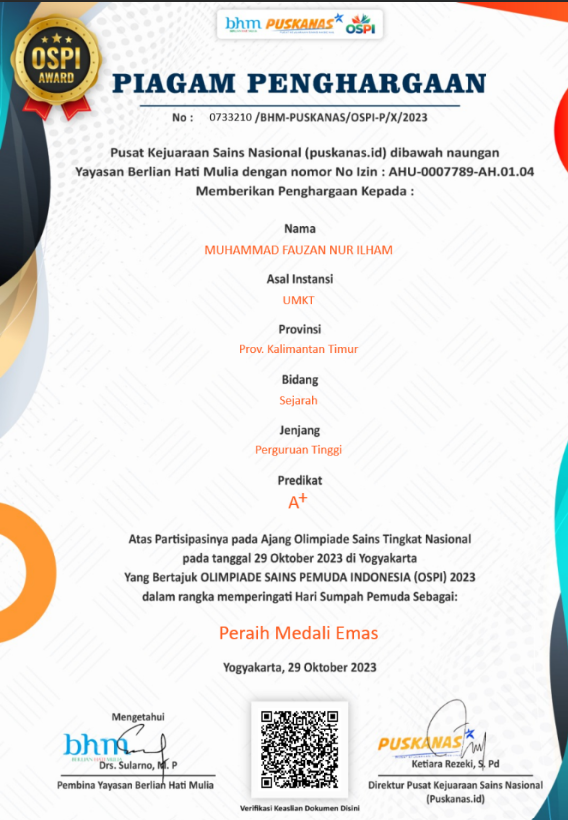 bhm PUSKANAS OSPI
OSPI
AWARD
PIAGAM PENGHARGAAN
No : 0733210 /BHM-PUSKANAS/OSPI-P/X/2023
Pusat Kejuaraan Sains Nasional (puskanas.id) dibawah naungan
Yayasan Berlian Hati Mulia dengan nomor No Izin : AHU-0007789-AH.01.04
Memberikan Penghargaan Kepada :
Nama
MUHAMMAD FAUZAN NUR ILHAM
Asal Instansi
UMKT
Provinsi
Prov. Kalimantan Timur
Bidang
Sejarah
Jenjang
Perguruan Tinggi
Predikat
A+
Atas Partisipasinya pada Ajang Olimpiade Sains Tingkat Nasional
pada tanggal 29 Oktober 2023 di Yogyakarta
Yang Bertajuk OLIMPIADE SAINS PEMUDA INDONESIA (OSPI) 2023
dalam rangka memperingati Hari Sumpah Pemuda Sebagai:
Peraih Medali Emas
Yogyakarta, 29 Oktober 2023
Mengetahui
bhm
BERLIAN HATI MULIA
Drs. Sularno, M. P
Pembina Yayasan Berlian Hati Mulia
Verifikasi Keaslian Dokumen Disini
PUSKANAS
Ketiara Rezeki, S. Pd
Direktur Pusat Kejuaraan Sains Nasional
(Puskanas.id)